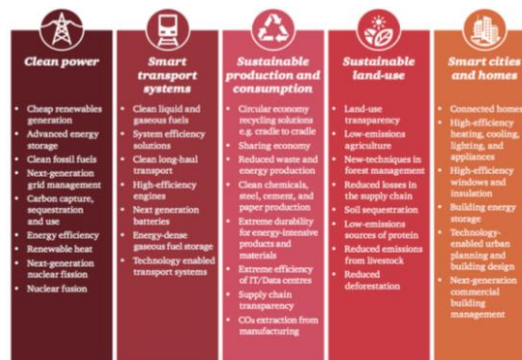 Clean power
Cheap renewables
generation
Advanced energy
storage
Clean fossil fuels
Next-generation
grid management
Carbon capture,
sequestration
and use
Energy efficiency
Renewable heat
Next-generation
nuclear fission
Nuclear fusion
Smart
transport
systems
Clean liquid and
gaseous fuels
System efficiency
solutions
Clean long-haul
transport
High-efficiency
engines
Next generation
batteries
Energy-dense
gaseous fuel storage
Technology enabled
transport systems
Sustainable
production and
consumption
Circular economy
recycling solutions
e.g. cradle to cradle
Sharing economy
Reduced waste and
energy production
Clean chemicals,
steel, cement, and
paper production
Extreme durability
for energy-intensive
products and
materials
Extreme efficiency
of IT/Data centres
Supply chain
transparency
CO₂ extraction from
manufacturing
Sustainable
land-use
Land-use
transparency
Low-emissions
agriculture
New-techniques in
forest management
Reduced losses in
the supply chain
Soil sequestration
Low-emissions
sources of protein
Reduced emissions
from livestock
Reduced
deforestation
Smart cities
and homes
Connected homes
High-efficiency
heating, cooling,
lighting, and
appliances
High-efficiency
windows and
insulation
Building energy
storage
Technology-
enabled urban
planning and
building design
Next-generation
commercial
building
management